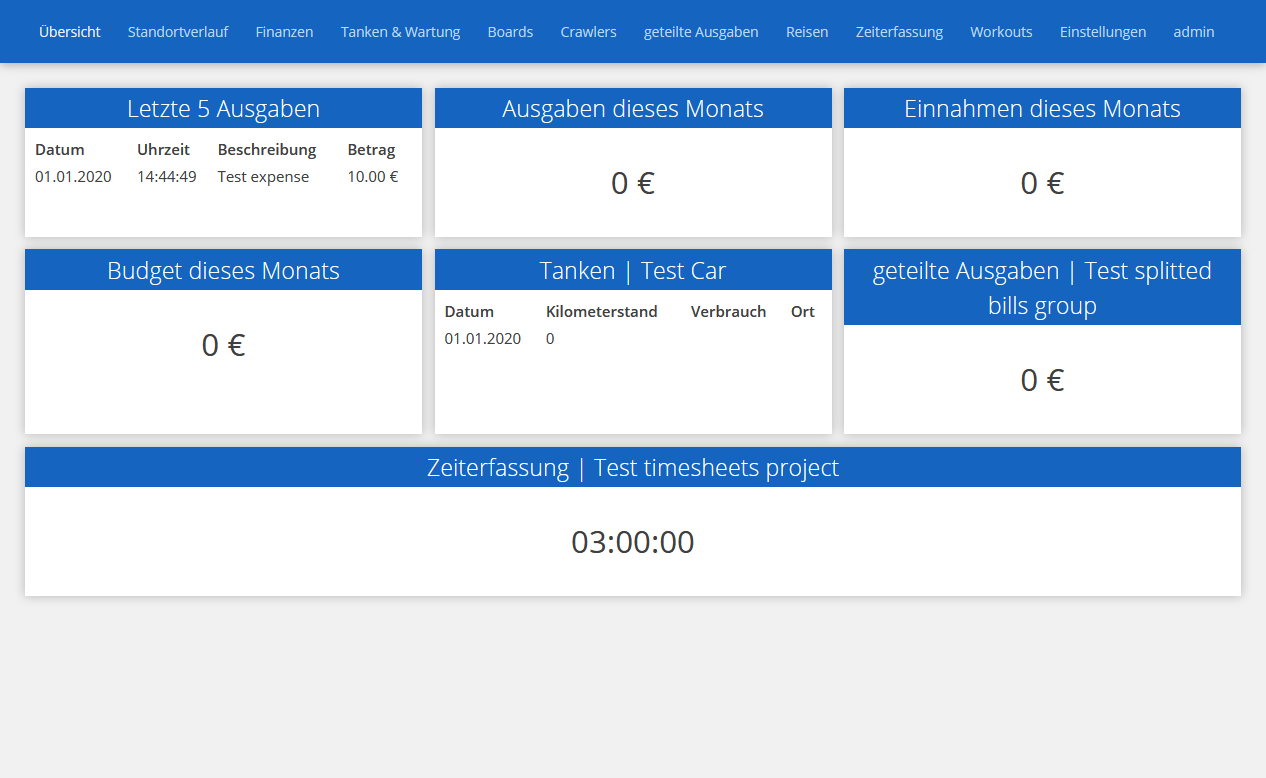 Übersicht Standortverlauf Finanzen Tanken & Wartung Boards Crawlers geteilte Ausgaben Reisen Zeiterfassung Workouts Einstellungen admin
Letzte 5 Ausgaben
Datum Uhrzeit Beschreibung Betrag
01.01.2020 14:44:49 Test expense 10.00 €
Ausgaben dieses Monats
0 €
Einnahmen dieses Monats
0 €
Budget dieses Monats
0 €
Tanken | Test Car
Datum Kilometerstand Verbrauch Ort
01.01.2020 0
geteilte Ausgaben | Test splitted
bills group
0 €
Zeiterfassung | Test timesheets project
03:00:00